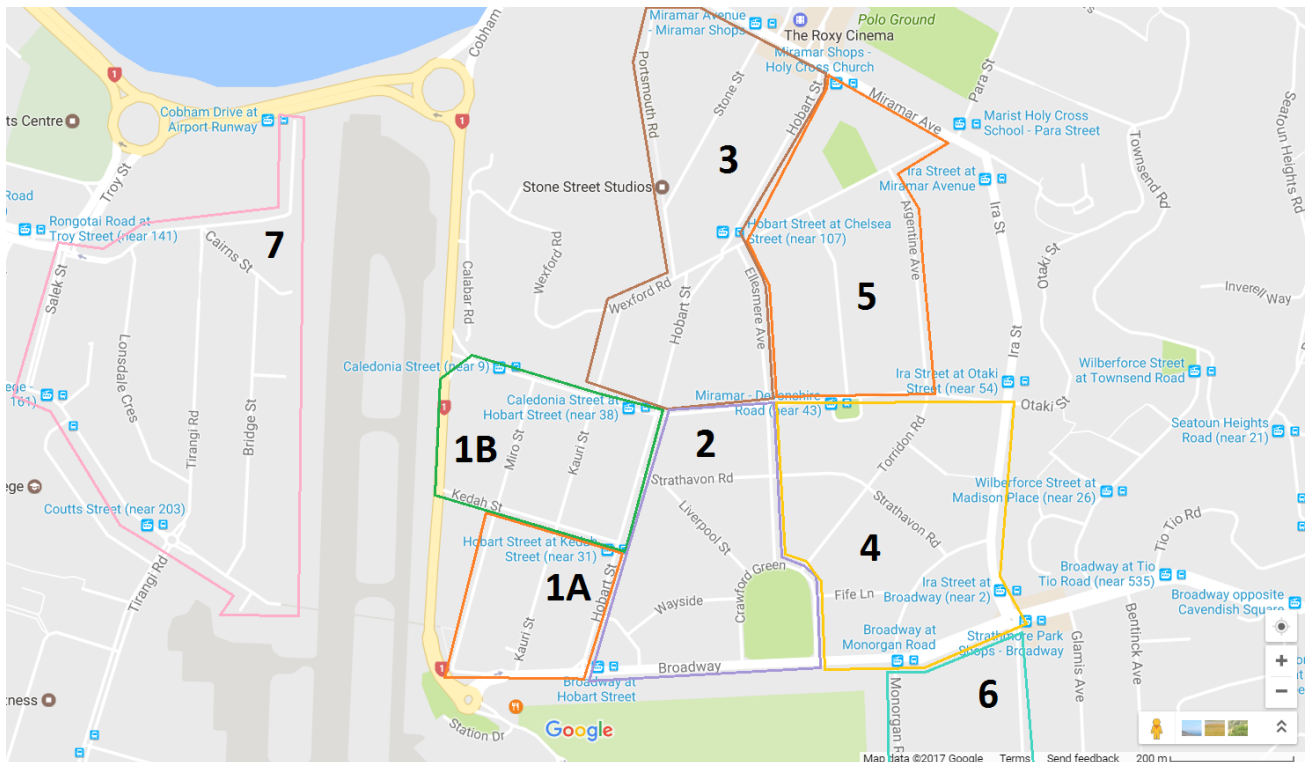 Miramar Avenue
- Miramar Shops
The Roxy Cinema
Polo Ground
Miramar Shops -
Holy Cross Church
Cobham
Portsmouth Rd
Stone St
Hobart St
Para St
Miramar Ave
Marist Holy Cross
School - Para Street
Townsend Rd
Seatoun Heights Rd
1
ts Centre
Cobham Drive at
Airport Runway
1
Troy St
3
Stone Street Studios
Ira Street at
Miramar Avenue
Road
Rongotai Road at
Troy Street (near 141)
7
Cairns St
Salek St
Wexford Rd
Hobart Street at Chelsea
Street (near 107)
Argentine Ave
Ira St
Otaki St
5
Inverell Way
Calabar Rd
Wexford Rd
Hobart St
Ellesmere Ave
Lonsdale Cres
Ira St
Caledonia Street (near 9)
Wilberforce Street
at Townsend Road
ege -
161)
Ira Street at Otaki
Street (near 54)
Caledonia Street at
Hobart Street (near 38)
1
Miramar - Devonshire
Road (near 43)
Otaki St
Tirangi Rd
Bridge St
1B
Miro St
Kauri St
2
Torridon Rd
Seatoun Heights
Road (near 21)
Strathavon Rd
ege
Kedah St
Wilberforce Street at
Madison Place (near 26)
Coutts Street (near 203)
Liverpool St
Strathavon Rd
Tio Tio Rd
Hobart Street at Kedah
Street (near 31)
4
Tirangi Rd
1A
Hobart St
Crawford Green
Broadway at Tio
Tio Road (near 535)
Ira Street at
Broadway (near 2)
Fife Ln
Wayside
Broadway opposite
Cavendish Square
Kauri St
Broadway at
Monorgan Road
Strathmore Park
Shops - Broadway
Bentinck Ave
Glamis Ave
1
Broadway
Broadway at
Hobart Street
6
Monorgan R
ness
Station Dr
Google
Map data ©2017 Google Terms Send feedback 200 m